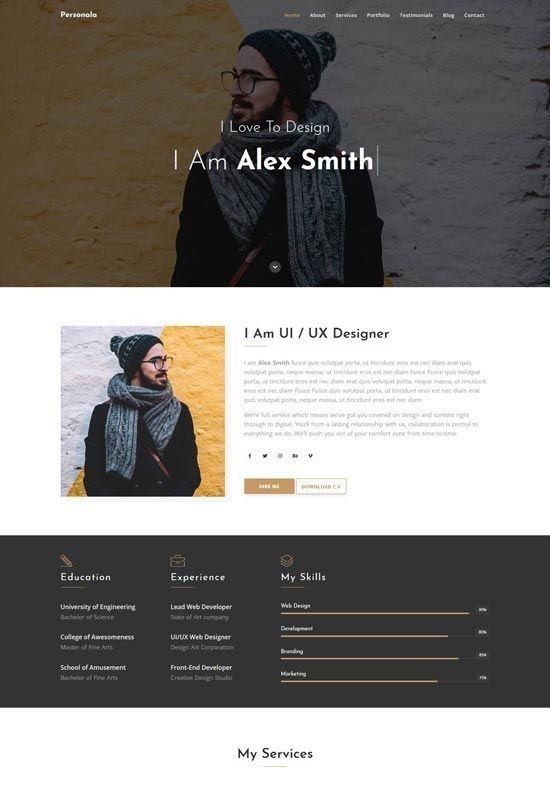 Personala
Home About Services Portfolio Testimonials Blog Contact
I Love To Design
I Am Alex Smith
I Am UI / UX Designer
I am Alex Smith fusce quis volutpat porta, ut tincidunt eros est nec diam erat quis
volutpat porta, neque massa, ut tincidunt eros est nec diam Fusce Fusce quis volutpat
porta, ut tincidunt eros est nec diam erat quis volutpat porta, neque massa, ut tincidunt
eros est nec diam Fusce Fusce quis volutpat porta, ut tincidunt eros est nec diam erat
quis volutpat porta, neque massa, ut tincidunt eros est nec diam
We're full service which means we've got you covered on design and content right
through to digital. You'll form a lasting relationship with us, collaboration is central to
everything we do. We'll push you out of your comfort zone from time-to-time.
HIRE ME
DOWNLOAD C.V
Education
University of Engineering
Bachelor of Science
College of Awesomeness
Master of Fine Arts
School of Amusement
Bachelor of Fine Arts
Experience
Lead Web Developer
State of Art company
UI/UX Web Designer
Design Art Corporation
Front-End Developer
Creative Design Studio
My Skills
Web Design
Development
80%
Branding
Marketing
75%
My Services